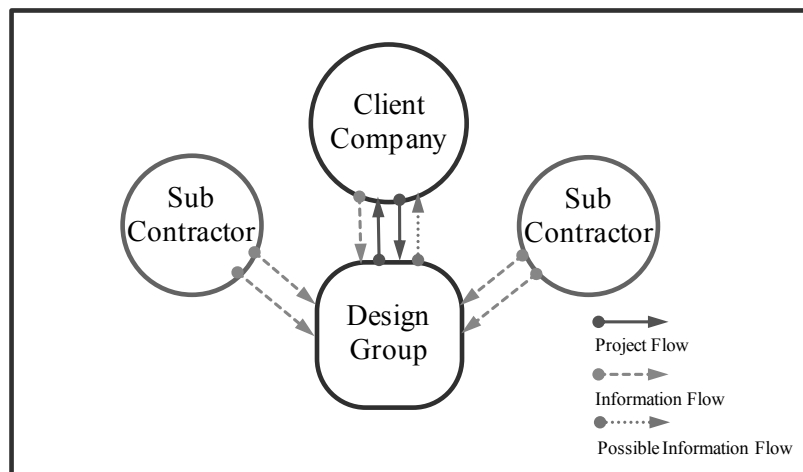 Client
Company
Sub
Contractor
Sub
Contractor
Design
Group
Project Flow
Information Flow
Possible Information Flow